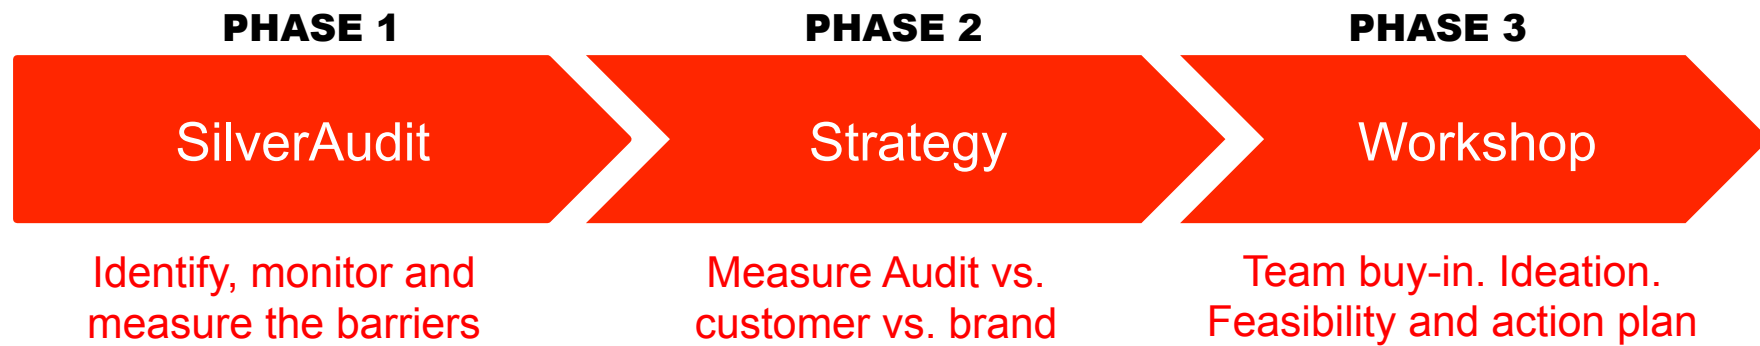 PHASE 1
PHASE 2
PHASE 3
SilverAudit
Strategy
Workshop
Identify, monitor and
measure the barriers
Measure Audit vs.
customer vs. brand
Team buy-in. Ideation.
Feasibility and action plan